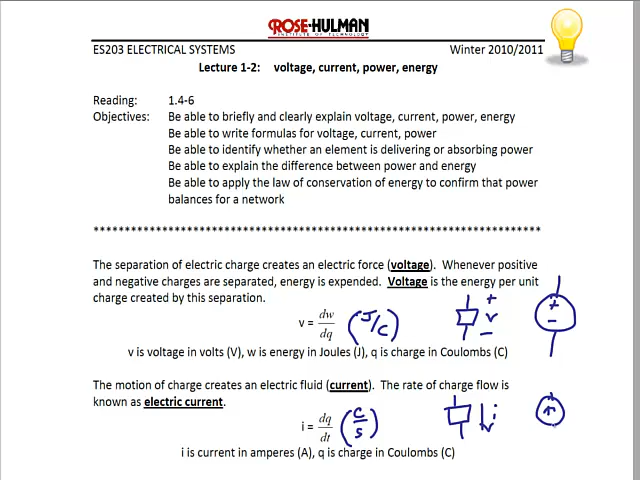 ROSE-HULMAN
INSTITUTE OF TECHNOLOGY
ES203 ELECTRICAL SYSTEMS Winter 2010/2011
Lecture 1-2: voltage, current, power, energy
Reading: 1.4-6
Objectives: Be able to briefly and clearly explain voltage, current, power, energy
Be able to write formulas for voltage, current, power
Be able to identify whether an element is delivering or absorbing power
Be able to explain the difference between power and energy
Be able to apply the law of conservation of energy to confirm that power
balances for a network
******************************************************************************
The separation of electric charge creates an electric force (voltage). Whenever positive
and negative charges are separated, energy is expended. Voltage is the energy per unit
charge created by this separation.
v = dw/dq (J/C) + v − + −
v is voltage in volts (V), w is energy in Joules (J), q is charge in Coulombs (C)
The motion of charge creates an electric fluid (current). The rate of charge flow is
known as electric current.
i = dq/dt (C/s) ↓ i ↑
i is current in amperes (A), q is charge in Coulombs (C)